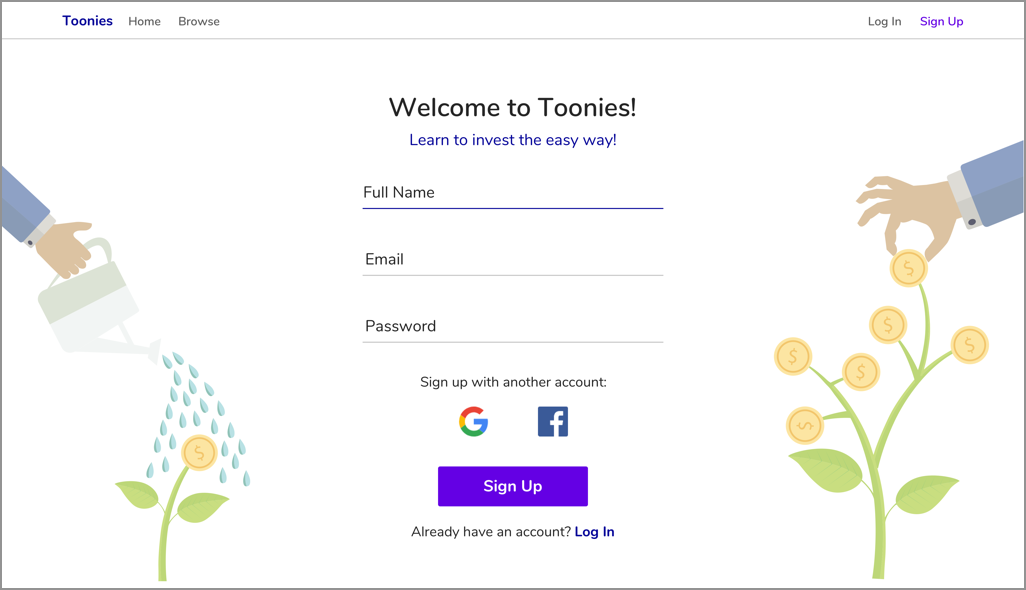 Toonies Home Browse Log In Sign Up
Welcome to Toonies!
Learn to invest the easy way!
Full Name
Email
Password
Sign up with another account:
Sign Up
Already have an account? Log In